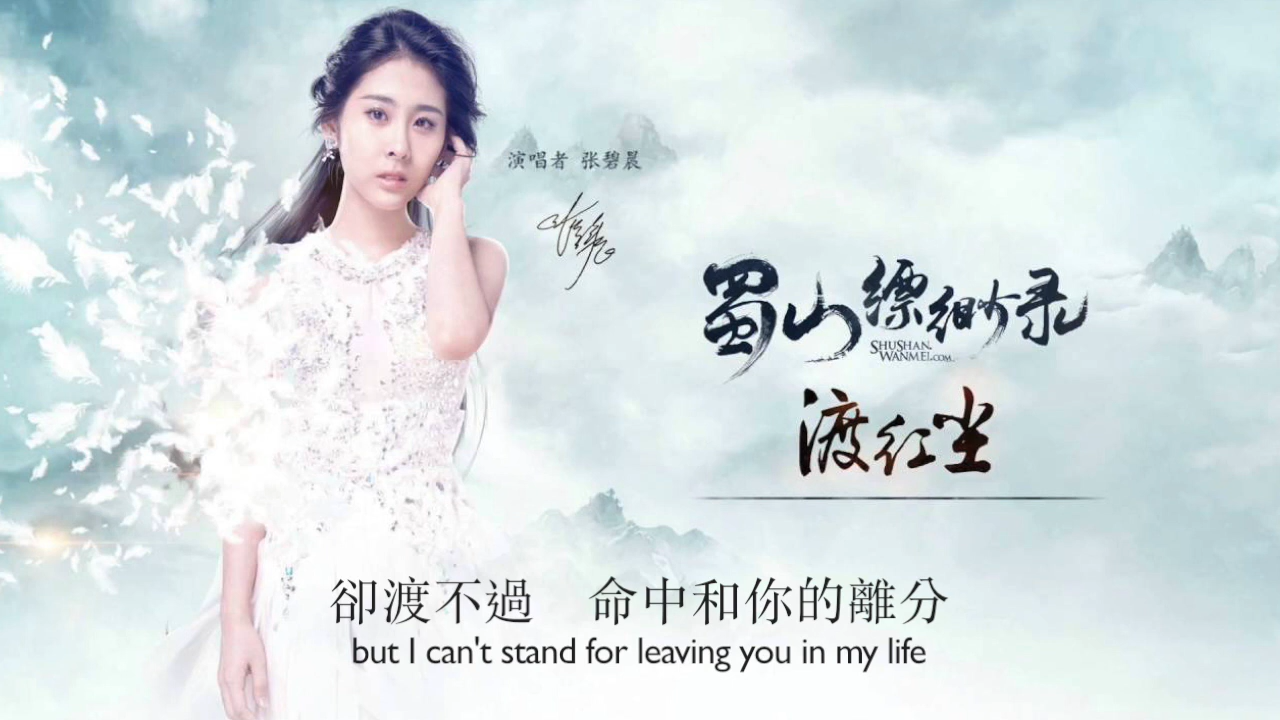 演唱者 张碧晨
蜀山缥缈录
SHUSHAN.
WANMEI.COM
渡红尘
卻渡不過 命中和你的離分
but I can't stand for leaving you in my life